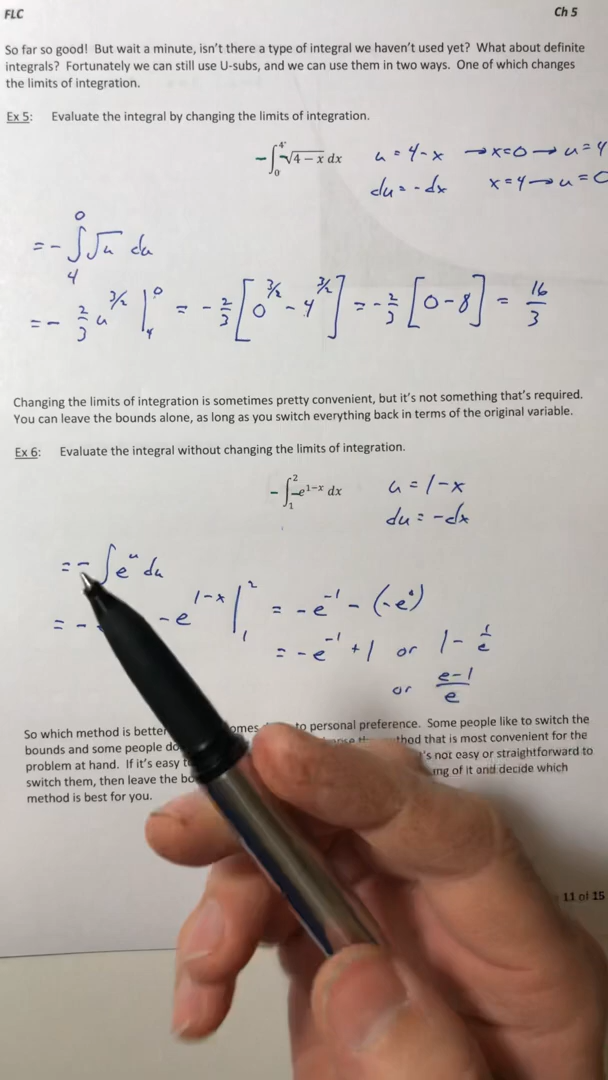 FLC Ch 5
So far so good! But wait a minute, isn't there a type of integral we haven't used yet? What about definite
integrals? Fortunately we can still use U-subs, and we can use them in two ways. One of which changes
the limits of integration.
Ex 5: Evaluate the integral by changing the limits of integration.
-∫₀⁴ -√(4 - x) dx u = 4-x → x=0 → u=4
du = -dx x=4 → u=0
= - ∫₄⁰ √u du
= - 2/3 u^(3/2) |₄⁰ = - 2/3 [0^(3/2) - 4^(3/2)] = - 2/3 [0-8] = 16/3
Changing the limits of integration is sometimes pretty convenient, but it's not something that's required.
You can leave the bounds alone, as long as you switch everything back in terms of the original variable.
Ex 6: Evaluate the integral without changing the limits of integration.
-∫₁² -e^(1-x) dx u = 1-x
du = -dx
= - ∫ e^u du
= - -e^(1-x) |₁² = -e^(-1) - (-e⁰)
= -e^(-1) + 1 or 1 - 1/e
or (e-1)/e
So which method is better to personal preference. Some people like to switch the
bounds and some people method that is most convenient for the
problem at hand. If it's easy not easy or straightforward to
switch them, then leave the of it and decide which
method is best for you.
11 of 15